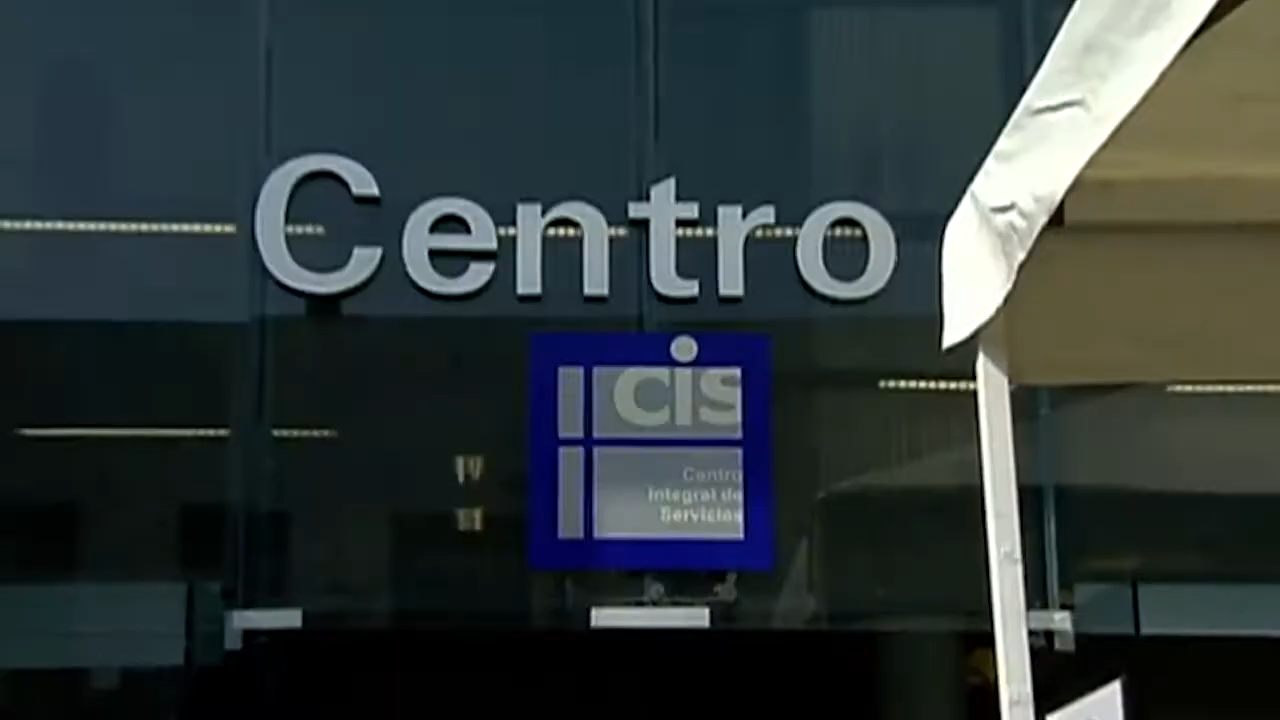 Centro
cis
Centro
Integral de
Servicios